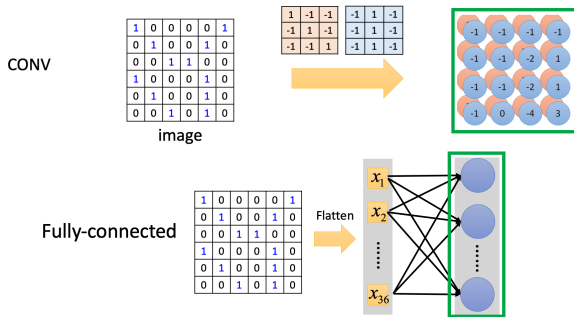 CONV
1 0 0 0 0 1
0 1 0 0 1 0
0 0 1 1 0 0
1 0 0 0 1 0
0 1 0 0 1 0
0 0 1 0 1 0
image
1 -1 -1
-1 1 -1
-1 -1 1
-1 1 -1
-1 1 -1
-1 1 -1
-1 -1 -1 -1
-1 -1 -2 1
-1 -1 -2 1
-1 0 -4 3
Fully-connected
1 0 0 0 0 1
0 1 0 0 1 0
0 0 1 1 0 0
1 0 0 0 1 0
0 1 0 0 1 0
0 0 1 0 1 0
Flatten
x1
x2
......
x36
......